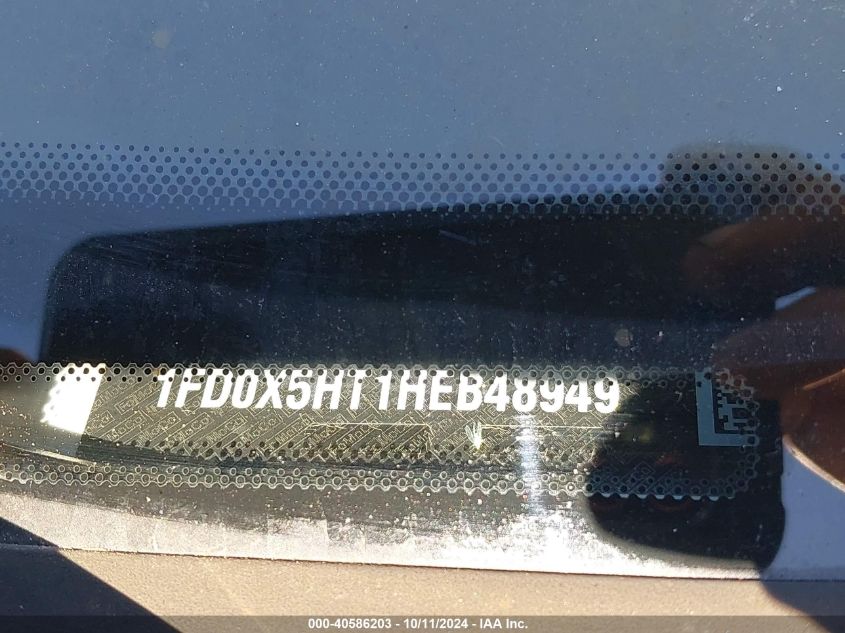 1FD0X5HT1HEB48949
000-40586203 - 10/11/2024 - IAA Inc.